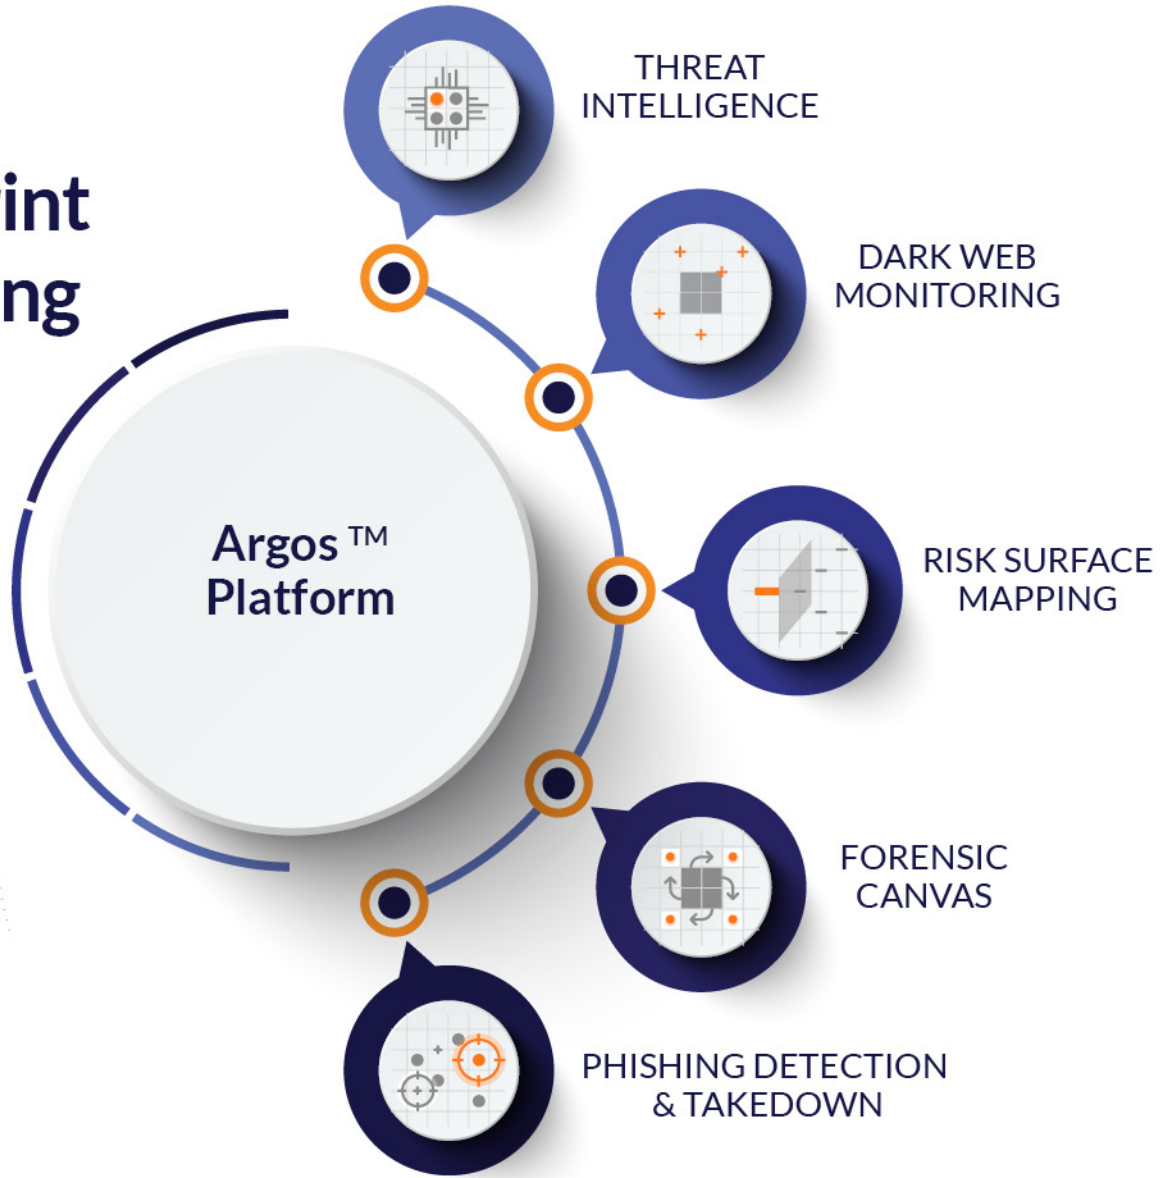 THREAT
INTELLIGENCE
int
ng
DARK WEB
MONITORING
Argos ™
Platform
RISK SURFACE
MAPPING
FORENSIC
CANVAS
PHISHING DETECTION
& TAKEDOWN